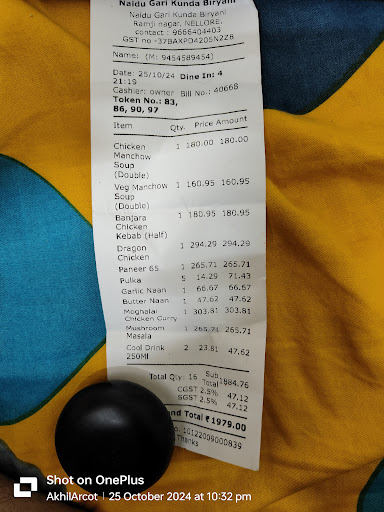 Naidu Gari Kunda Biryani
Naidu Gari Kunda Biryani
Ramji nagar, NELLORE.
contact : 9666404403
GST no -37BAXPD4205N2Z8
Name: (M: 9454589454)
Date: 25/10/24 Dine In: 4
21:19
Cashier: owner Bill No.: 40668
Token No.: 83,
86, 90, 97
Item Qty. Price Amount
Chicken 1 180.00 180.00
Manchow
Soup
(Double)
Veg Manchow 1 160.95 160.95
Soup
(Double)
Banjara 1 180.95 180.95
Chicken
Kebab (Half)
Dragon 1 294.29 294.29
Chicken
Paneer 65 1 265.71 265.71
Pulka 5 14.29 71.43
Garlic Naan 1 66.67 66.67
Butter Naan 1 47.62 47.62
Moghalai 1 303.81 303.81
Chicken Curry
Mushroom 1 265.71 265.71
Masala
Cool Drink 2 23.81 47.62
250Ml
Total Qty: 16 Sub 1884.76
Total
CGST 2.5% 47.12
SGST 2.5% 47.12
and Total ₹ 1979.00
10122009000839
Thanks
Shot on OnePlus
AkhilArcot | 25 October 2024 at 10:32 pm